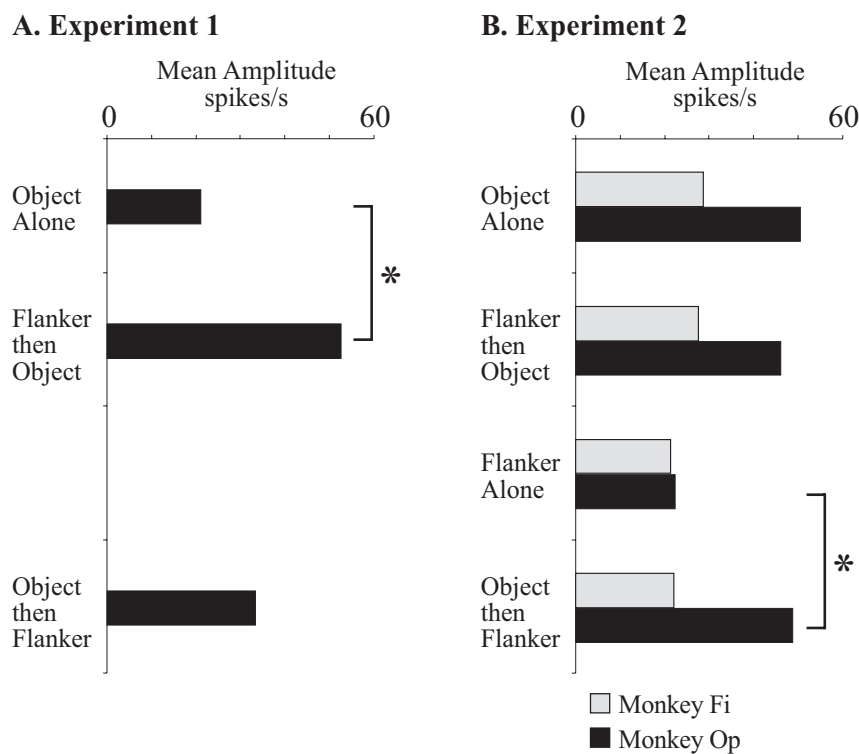 A. Experiment 1
Mean Amplitude
spikes/s
0
60
Object
Alone
*
Flanker
then
Object
Object
then
Flanker
B. Experiment 2
Mean Amplitude
spikes/s
0
60
Object
Alone
Flanker
then
Object
Flanker
Alone
*
Object
then
Flanker
Monkey Fi
Monkey Op